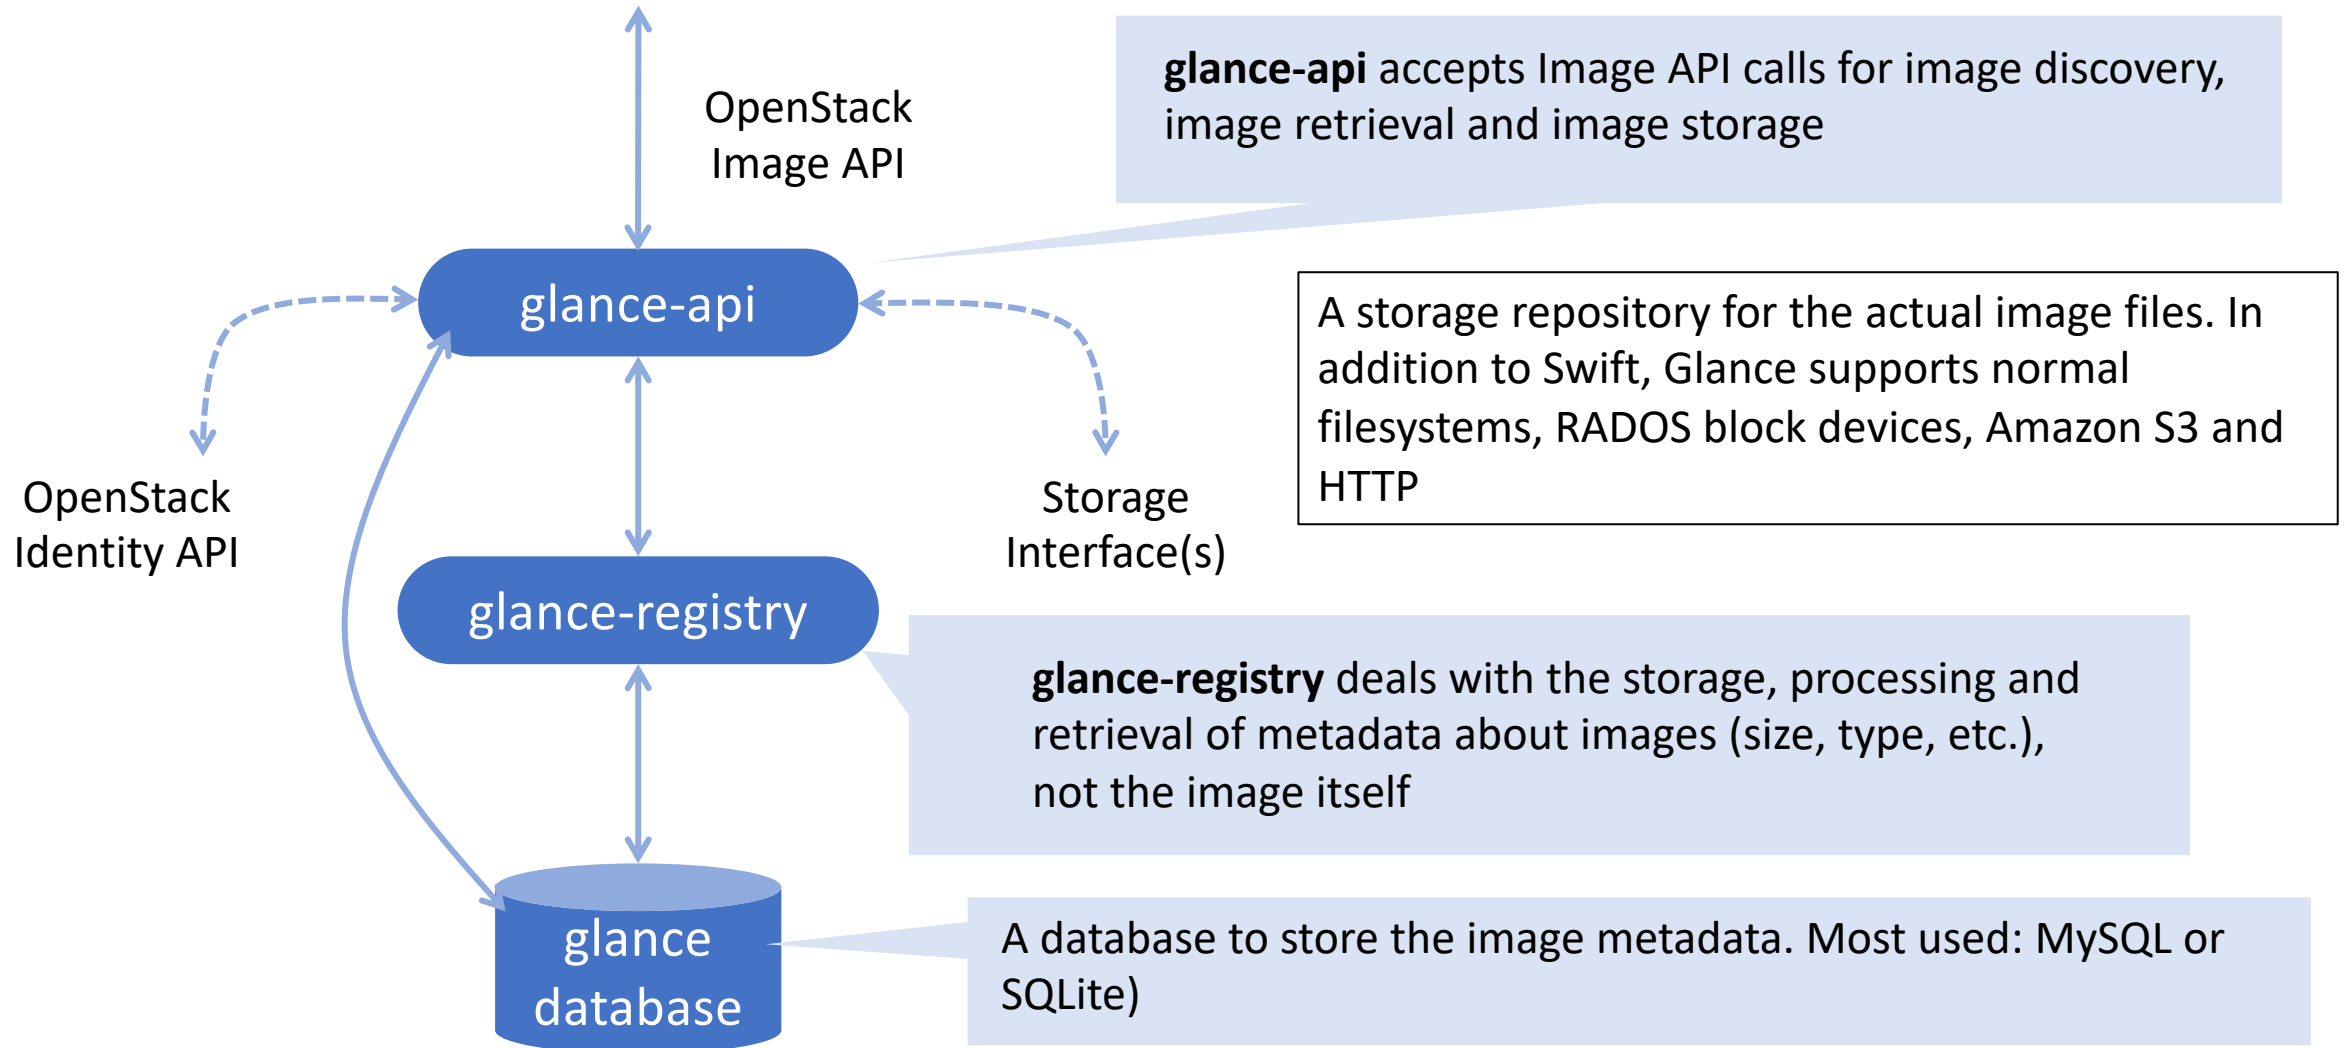 OpenStack
Image API
glance-api accepts Image API calls for image discovery,
image retrieval and image storage
glance-api
A storage repository for the actual image files. In
addition to Swift, Glance supports normal
filesystems, RADOS block devices, Amazon S3 and
HTTP
OpenStack
Identity API
Storage
Interface(s)
glance-registry
glance-registry deals with the storage, processing and
retrieval of metadata about images (size, type, etc.),
not the image itself
glance
database
A database to store the image metadata. Most used: MySQL or
SQLite)